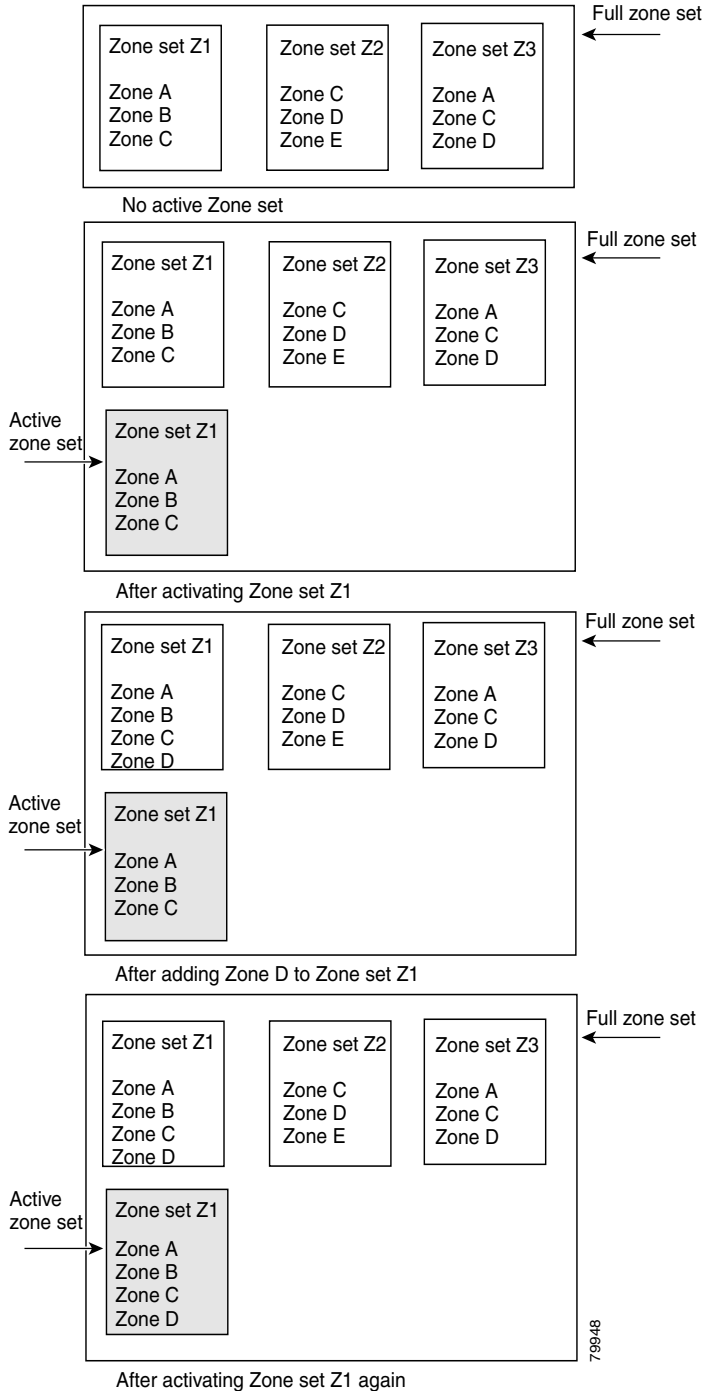 Full zone set
Zone set Z1
Zone A
Zone B
Zone C
Zone set Z2
Zone C
Zone D
Zone E
Zone set Z3
Zone A
Zone C
Zone D
No active Zone set
Full zone set
Zone set Z1
Zone A
Zone B
Zone C
Zone set Z2
Zone C
Zone D
Zone E
Zone set Z3
Zone A
Zone C
Zone D
Active
zone set
Zone set Z1
Zone A
Zone B
Zone C
After activating Zone set Z1
Full zone set
Zone set Z1
Zone A
Zone B
Zone C
Zone D
Zone set Z2
Zone C
Zone D
Zone E
Zone set Z3
Zone A
Zone C
Zone D
Active
zone set
Zone set Z1
Zone A
Zone B
Zone C
After adding Zone D to Zone set Z1
Full zone set
Zone set Z1
Zone A
Zone B
Zone C
Zone D
Zone set Z2
Zone C
Zone D
Zone E
Zone set Z3
Zone A
Zone C
Zone D
Active
zone set
Zone set Z1
Zone A
Zone B
Zone C
Zone D
79948
After activating Zone set Z1 again